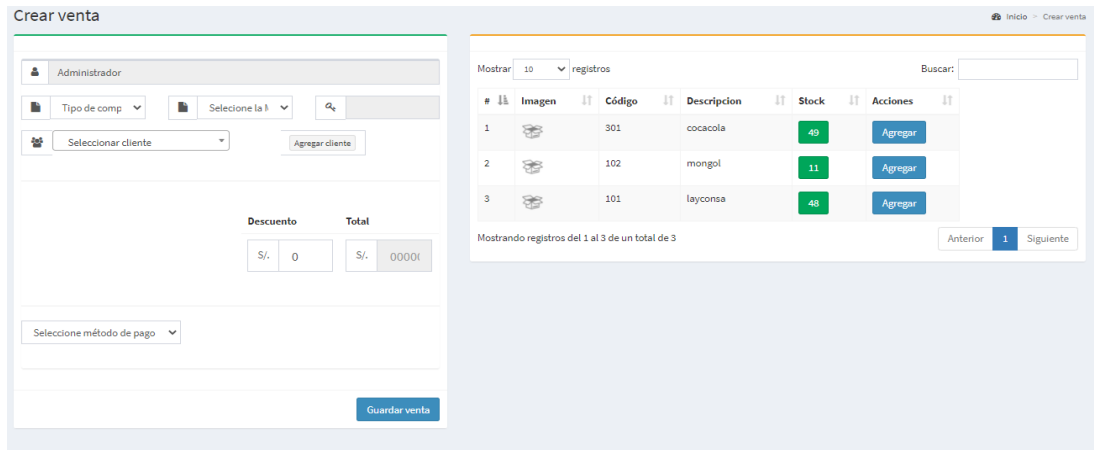 Crear venta
Inicio > Crear venta
Administrador
Tipo de comp
Selecione la
Seleccionar cliente
Agregar cliente
Descuento Total
S/. 0 S/. 0000
Seleccione método de pago
Guardar venta
Mostrar 10 registros
Buscar:
# Imagen Código Descripcion Stock Acciones
1 301 cocacola 49 Agregar
2 102 mongol 11 Agregar
3 101 layconsa 48 Agregar
Mostrando registros del 1 al 3 de un total de 3
Anterior 1 Siguiente